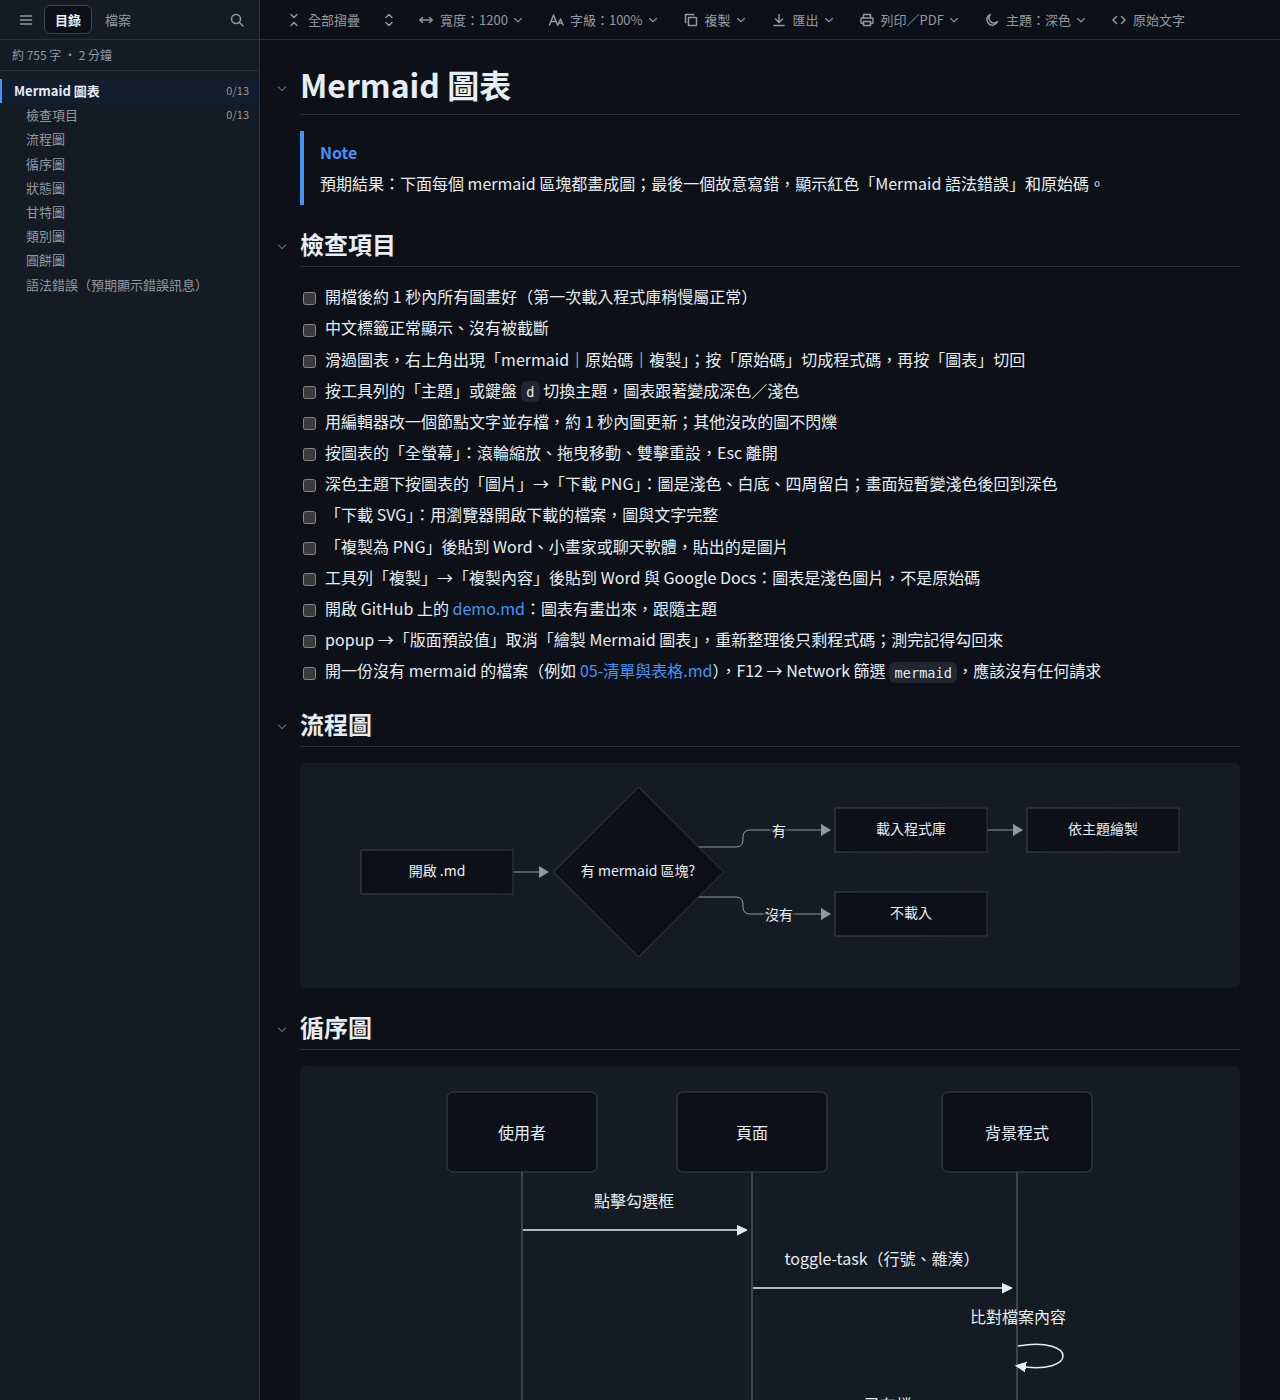 目錄
檔案
全部摺疊
寬度：1200
字級：100%
複製
匯出
列印／PDF
主題：深色
原始文字
約 755 字 · 2 分鐘
Mermaid 圖表 0/13
檢查項目 0/13
流程圖
循序圖
狀態圖
甘特圖
類別圖
圓餅圖
語法錯誤（預期顯示錯誤訊息）
Mermaid 圖表
Note
預期結果：下面每個 mermaid 區塊都畫成圖；最後一個故意寫錯，顯示紅色「Mermaid 語法錯誤」和原始碼。
檢查項目
開檔後約 1 秒內所有圖畫好（第一次載入程式庫稍慢屬正常）
中文標籤正常顯示、沒有被截斷
滑過圖表，右上角出現「mermaid｜原始碼｜複製」；按「原始碼」切成程式碼，再按「圖表」切回
按工具列的「主題」或鍵盤 d 切換主題，圖表跟著變成深色／淺色
用編輯器改一個節點文字並存檔，約 1 秒內圖更新；其他沒改的圖不閃爍
按圖表的「全螢幕」：滾輪縮放、拖曳移動、雙擊重設，Esc 離開
深色主題下按圖表的「圖片」→「下載 PNG」：圖是淺色、白底、四周留白；畫面短暫變淺色後回到深色
「下載 SVG」：用瀏覽器開啟下載的檔案，圖與文字完整
「複製為 PNG」後貼到 Word、小畫家或聊天軟體，貼出的是圖片
工具列「複製」→「複製內容」後貼到 Word 與 Google Docs：圖表是淺色圖片，不是原始碼
開啟 GitHub 上的 demo.md：圖表有畫出來，跟隨主題
popup →「版面預設值」取消「繪製 Mermaid 圖表」，重新整理後只剩程式碼；測完記得勾回來
開一份沒有 mermaid 的檔案（例如 05-清單與表格.md），F12 → Network 篩選 mermaid，應該沒有任何請求
流程圖
開啟 .md
有 mermaid 區塊?
有
載入程式庫
依主題繪製
沒有
不載入
循序圖
使用者
頁面
背景程式
點擊勾選框
toggle-task（行號、雜湊）
比對檔案內容